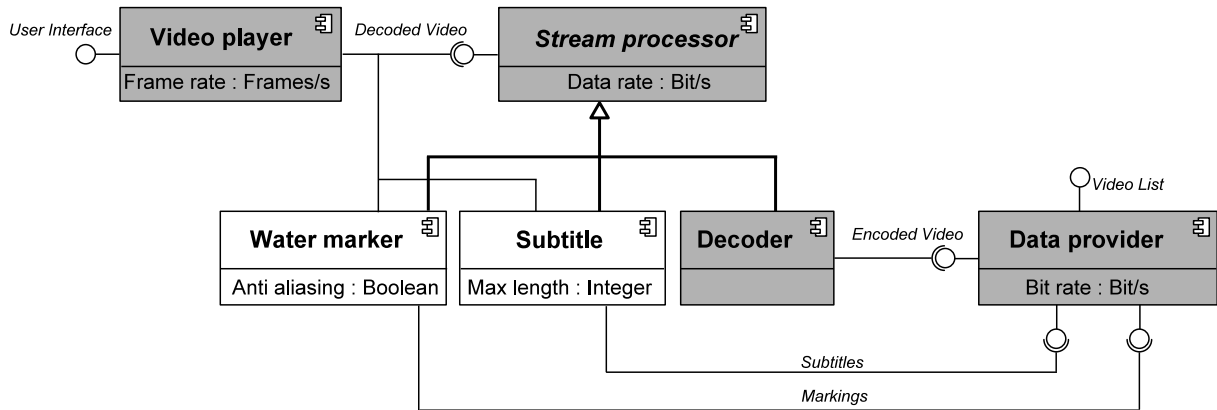 User Interface
Video player
Frame rate : Frames/s
Decoded Video
Stream processor
Data rate : Bit/s
Video List
Water marker
Anti aliasing : Boolean
Subtitle
Max length : Integer
Decoder
Encoded Video
Data provider
Bit rate : Bit/s
Subtitles
Markings